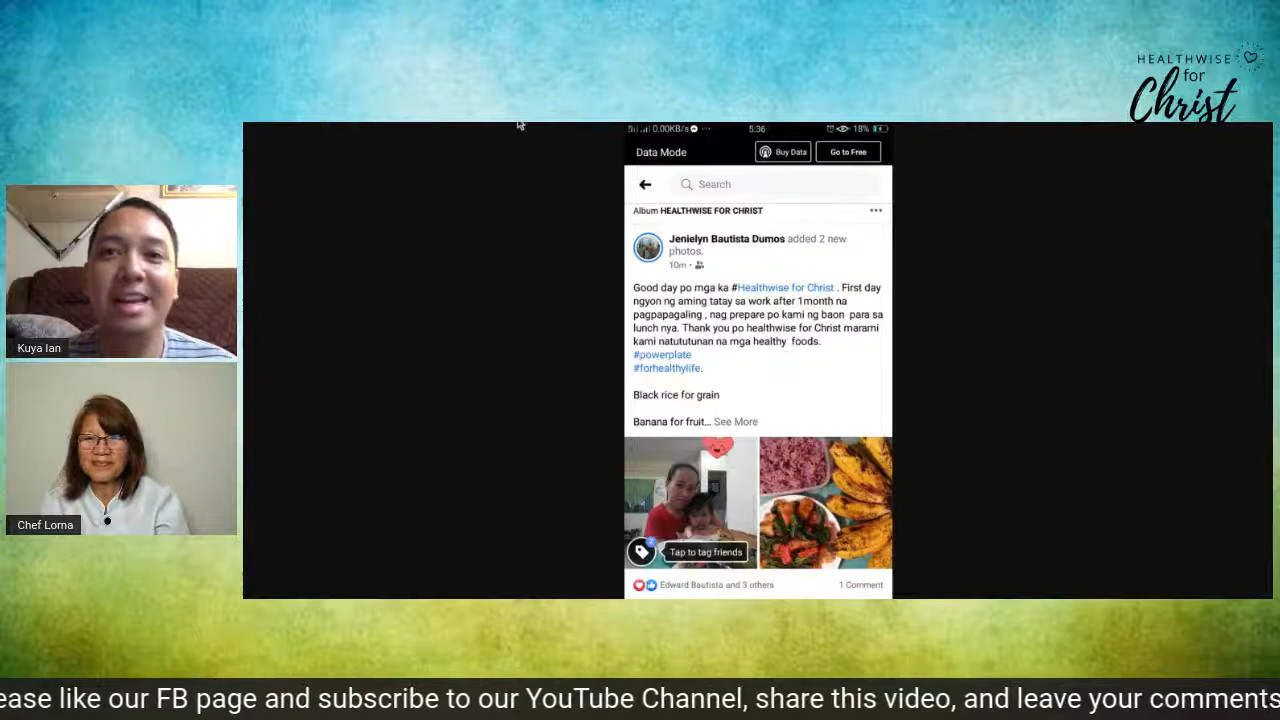 HEALTHWISE
for
Christ
0.00KB/s
5:36
18%
Data Mode
Buy Data
Go to Free
Search
Album HEALTHWISE FOR CHRIST
Jenielyn Bautista Dumos added 2 new
photos.
10m
Good day po mga ka #Healthwise for Christ . First day
ngyon ng aming tatay sa work after 1month na
pagpapagaling , nag prepare po kami ng baon para sa
lunch nya. Thank you po healthwise for Christ marami
kami natututunan na mga healthy foods.
#powerplate
#forhealthylife.
Black rice for grain
Banana for fruit... See More
Tap to tag friends
Edward Bautista and 3 others
1 Comment
Kuya Ian
Chef Lorna
ease like our FB page and subscribe to our YouTube Channel, share this video, and leave your comments